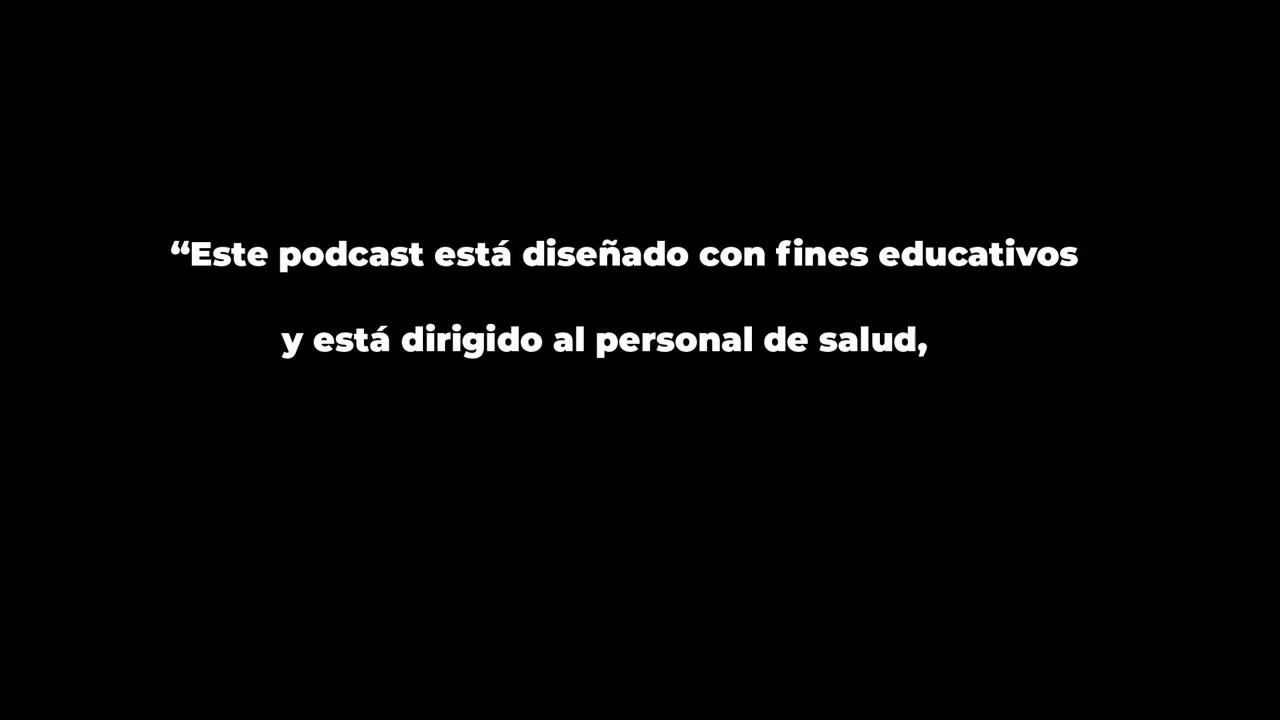 “Este podcast está diseñado con fines educativos
y está dirigido al personal de salud,